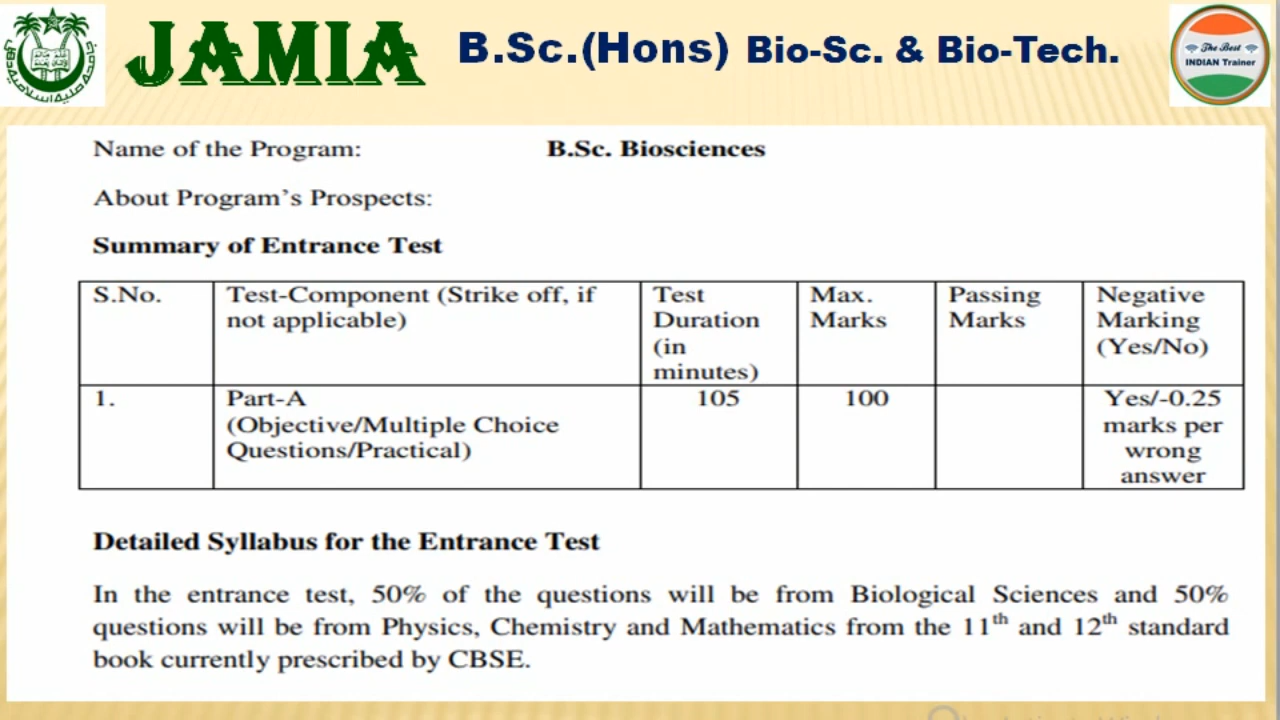 JAMIA B.Sc.(Hons) Bio-Sc. & Bio-Tech.
The Best
INDIAN Trainer
Name of the Program: B.Sc. Biosciences
About Program's Prospects:
Summary of Entrance Test
S.No. Test-Component (Strike off, if not applicable) Test Duration (in minutes) Max. Marks Passing Marks Negative Marking (Yes/No)
1. Part-A (Objective/Multiple Choice Questions/Practical) 105 100 Yes/-0.25 marks per wrong answer
Detailed Syllabus for the Entrance Test
In the entrance test, 50% of the questions will be from Biological Sciences and 50%
questions will be from Physics, Chemistry and Mathematics from the 11th and 12th standard
book currently prescribed by CBSE.